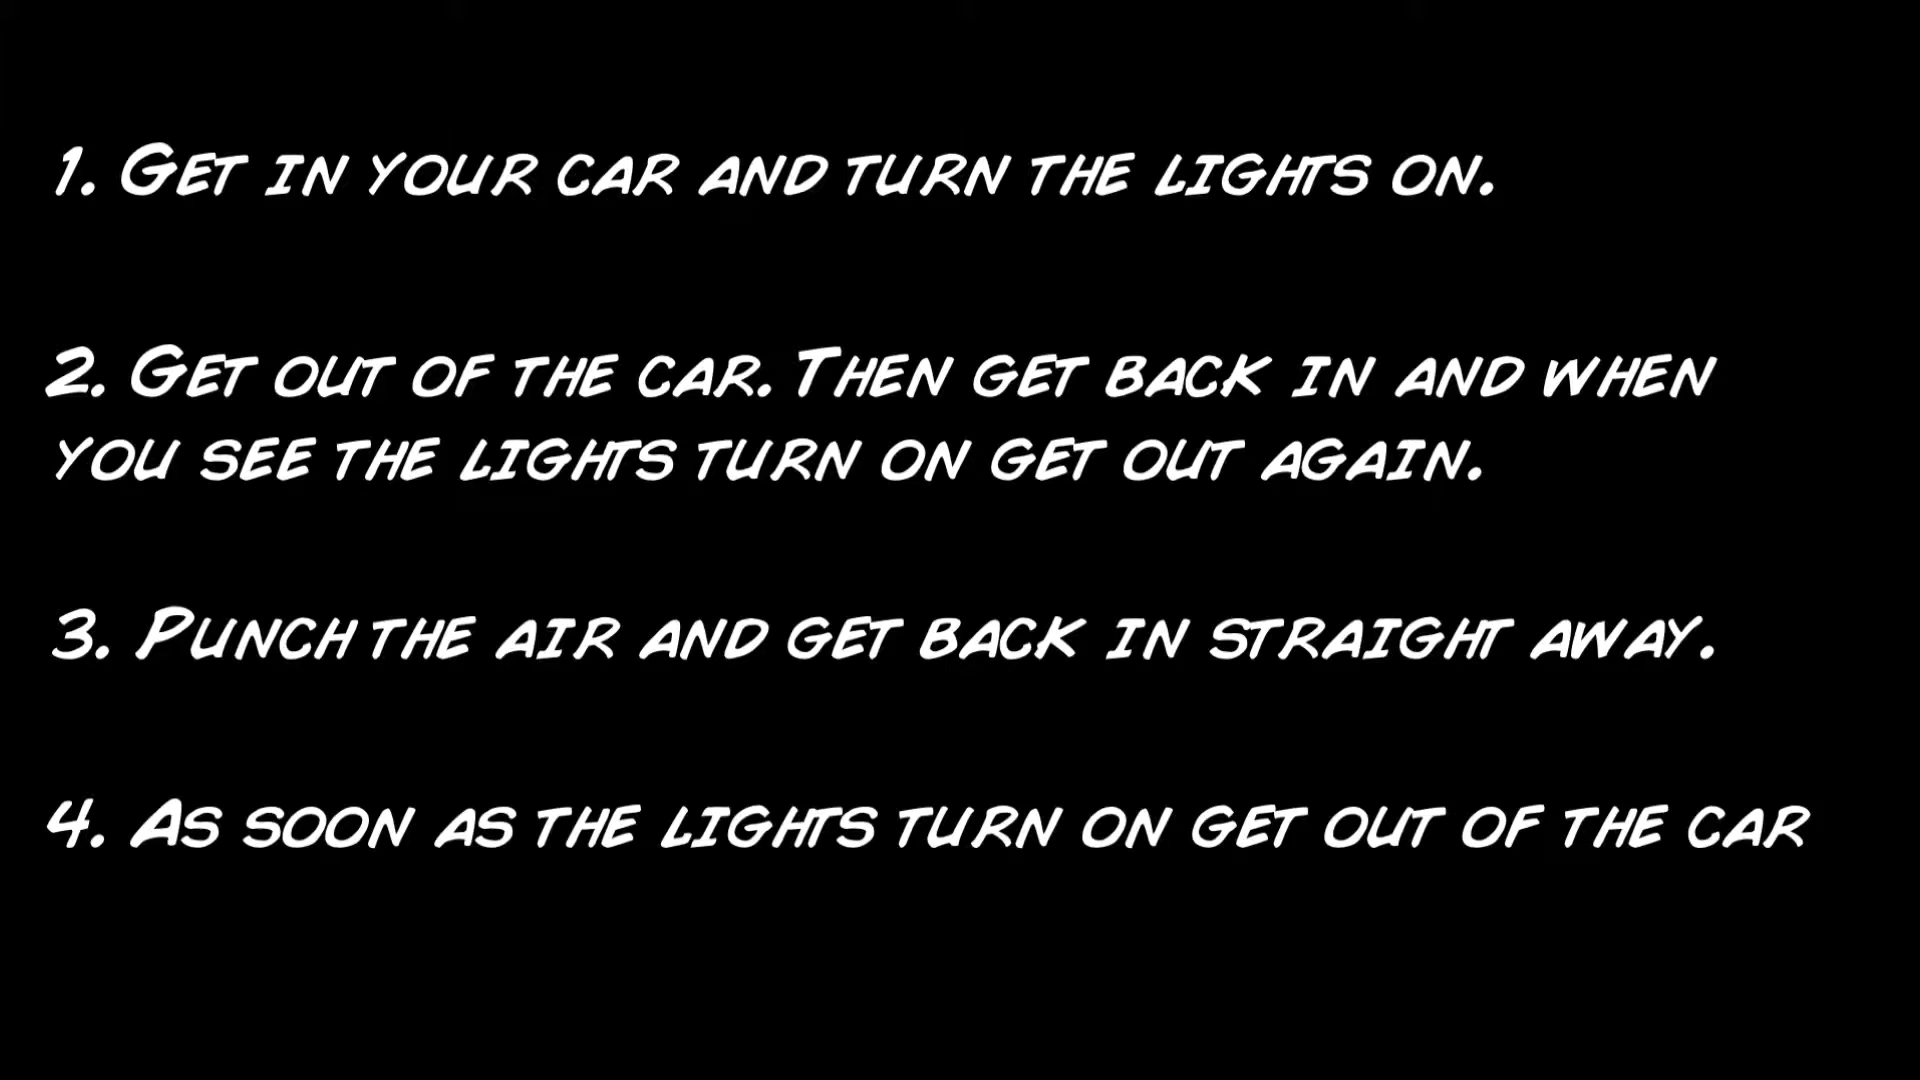 1. Get in your car and turn the lights on.
2. Get out of the car. Then get back in and when
you see the lights turn on get out again.
3. Punch the air and get back in straight away.
4. As soon as the lights turn on get out of the car